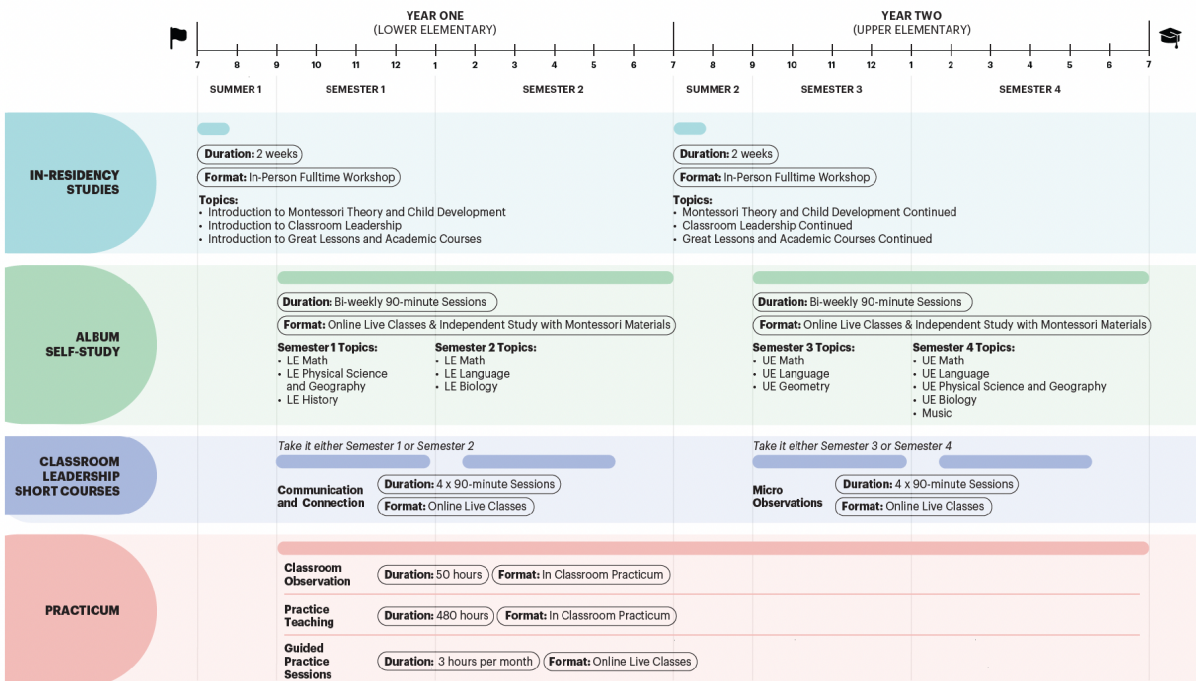 YEAR ONE
(LOWER ELEMENTARY)
YEAR TWO
(UPPER ELEMENTARY)
7 8 9 10 11 12 1 2 3 4 5 6 7 8 9 10 11 12 1 2 3 4 5 6 7
SUMMER 1 SEMESTER 1 SEMESTER 2 SUMMER 2 SEMESTER 3 SEMESTER 4
IN-RESIDENCY
STUDIES
Duration: 2 weeks
Format: In-Person Fulltime Workshop
Topics:
• Introduction to Montessori Theory and Child Development
• Introduction to Classroom Leadership
• Introduction to Great Lessons and Academic Courses
Duration: 2 weeks
Format: In-Person Fulltime Workshop
Topics:
• Montessori Theory and Child Development Continued
• Classroom Leadership Continued
• Great Lessons and Academic Courses Continued
ALBUM
SELF-STUDY
Duration: Bi-weekly 90-minute Sessions
Format: Online Live Classes & Independent Study with Montessori Materials
Semester 1 Topics:
• LE Math
• LE Physical Science
and Geography
• LE History
Semester 2 Topics:
• LE Math
• LE Language
• LE Biology
Duration: Bi-weekly 90-minute Sessions
Format: Online Live Classes & Independent Study with Montessori Materials
Semester 3 Topics:
• UE Math
• UE Language
• UE Geometry
Semester 4 Topics:
• UE Math
• UE Language
• UE Physical Science and Geography
• UE Biology
• Music
CLASSROOM
LEADERSHIP
SHORT COURSES
Take it either Semester 1 or Semester 2
Communication
and Connection
Duration: 4 x 90-minute Sessions
Format: Online Live Classes
Take it either Semester 3 or Semester 4
Micro
Observations
Duration: 4 x 90-minute Sessions
Format: Online Live Classes
PRACTICUM
Classroom
Observation
Duration: 50 hours
Format: In Classroom Practicum
Practice
Teaching
Duration: 480 hours
Format: In Classroom Practicum
Guided
Practice
Sessions
Duration: 3 hours per month
Format: Online Live Classes